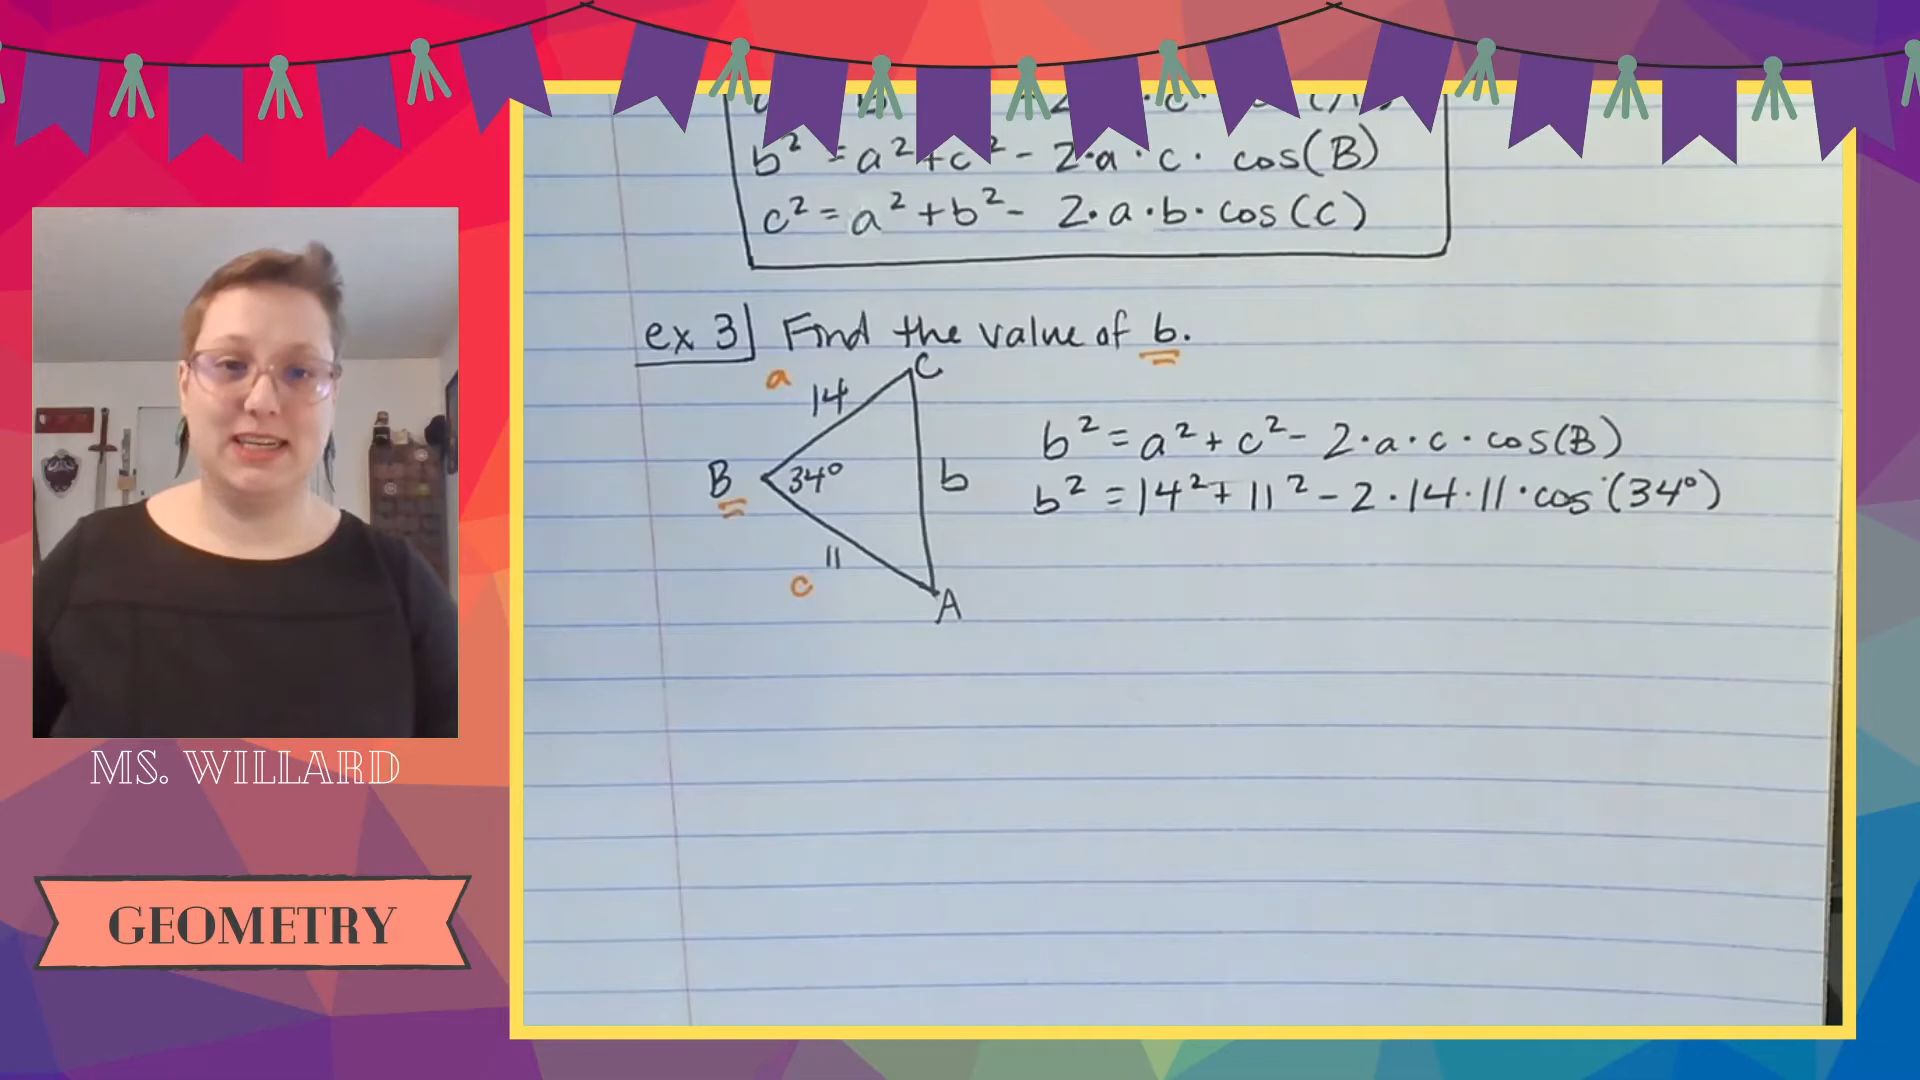 b² = a² + c² - 2·a·c· cos(B)
c² = a² + b² - 2·a·b·cos(C)
ex 3 Find the value of b.
a
14
C
B
34°
b
11
c
A
b² = a² + c² - 2·a·c·cos(B)
b² = 14² + 11² - 2·14·11·cos(34°)
MS. WILLARD
GEOMETRY